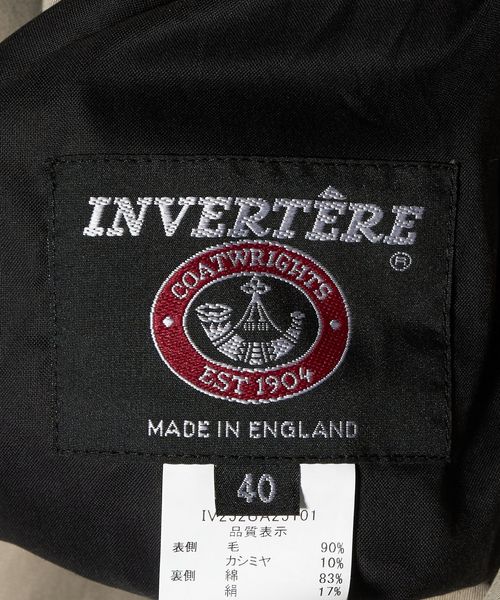 INVERTÊRE
®
COATWRIGHTS
EST 1904
MADE IN ENGLAND
40
品質表示
表側 毛 90%
カシミヤ 10%
裏側 綿 83%
絹 17%